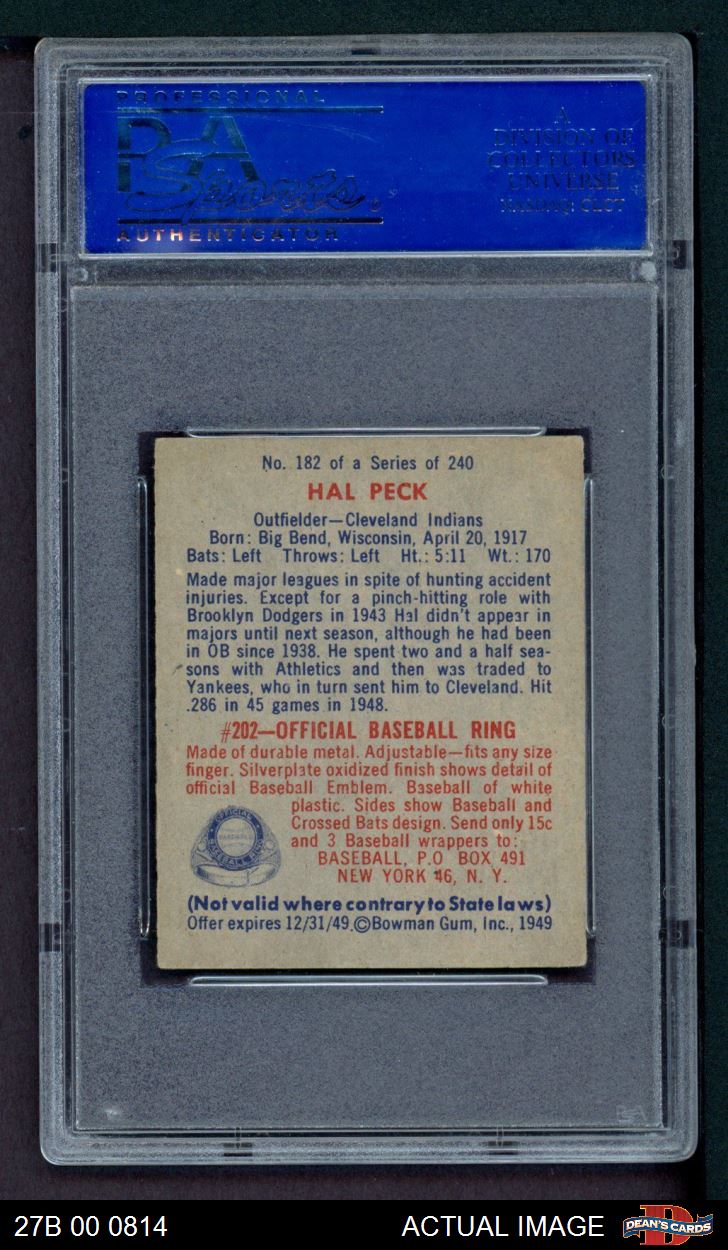 PROFESSIONAL
PSA
Sports
AUTHENTICATOR
A
DIVISION OF
COLLECTORS
UNIVERSE
NASDAQ: CLCT
No. 182 of a Series of 240
HAL PECK
Outfielder—Cleveland Indians
Born: Big Bend, Wisconsin, April 20, 1917
Bats: Left Throws: Left Ht.: 5:11 Wt.: 170
Made major leagues in spite of hunting accident
injuries. Except for a pinch-hitting role with
Brooklyn Dodgers in 1943 Hal didn't appear in
majors until next season, although he had been
in OB since 1938. He spent two and a half sea-
sons with Athletics and then was traded to
Yankees, who in turn sent him to Cleveland. Hit
.286 in 45 games in 1948.
#202—OFFICIAL BASEBALL RING
Made of durable metal. Adjustable—fits any size
finger. Silverplate oxidized finish shows detail of
official Baseball Emblem. Baseball of white
plastic. Sides show Baseball and
Crossed Bats design. Send only 15c
and 3 Baseball wrappers to:
BASEBALL, P.O BOX 491
NEW YORK 46, N. Y.
OFFICIAL
BASEBALL RING
(Not valid where contrary to State laws)
Offer expires 12/31/49. ©Bowman Gum, Inc., 1949
27B 00 0814
ACTUAL IMAGE
DEAN'S CARDS